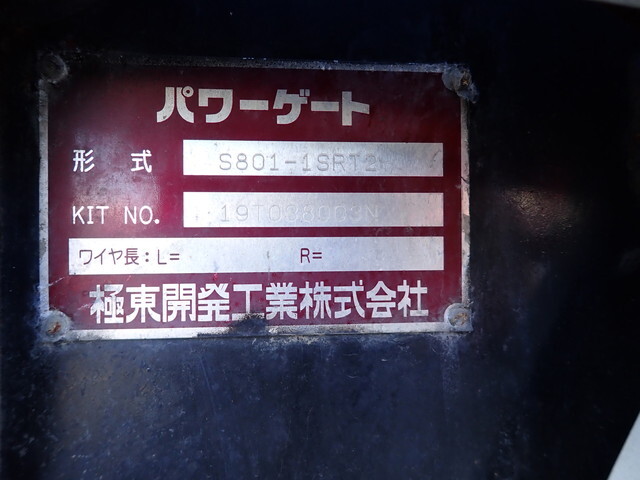 パワーゲート
形式 S801-1SRT2
KIT NO.
ワイヤ長：L= R=
極東開発工業株式会社